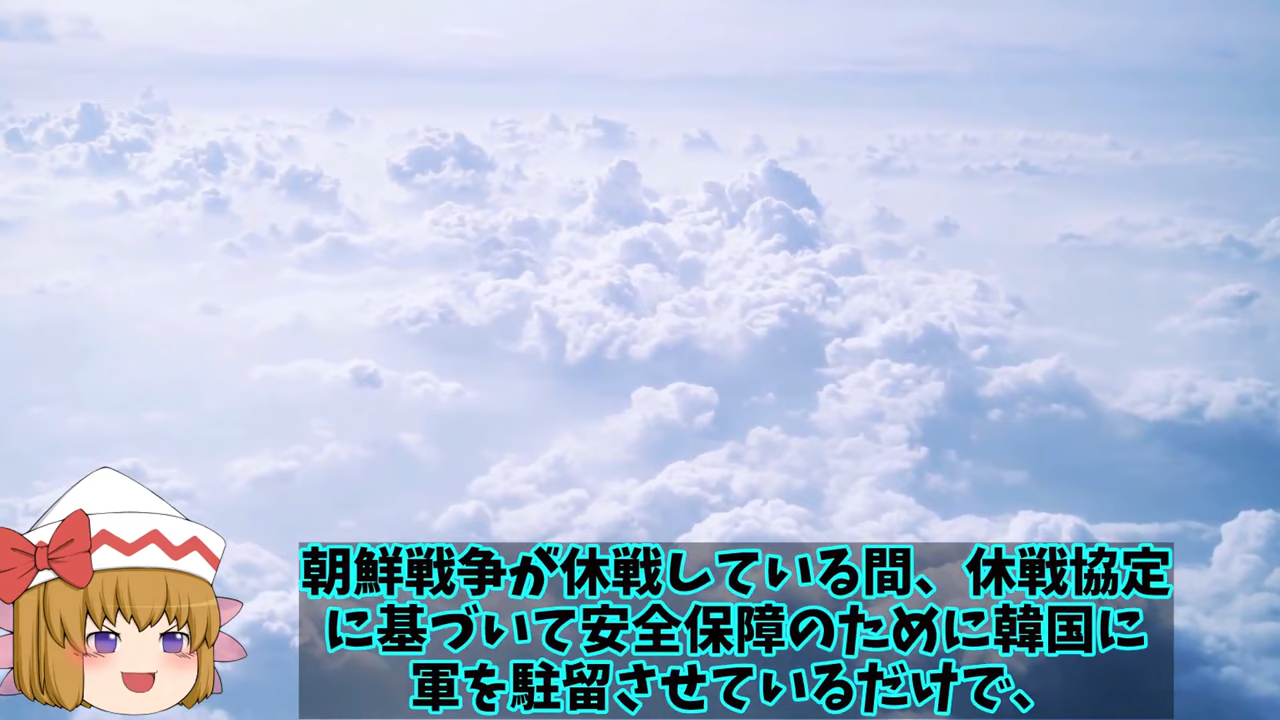 朝鮮戦争が休戦している間、休戦協定
に基づいて安全保障のために韓国に
軍を駐留させているだけで、